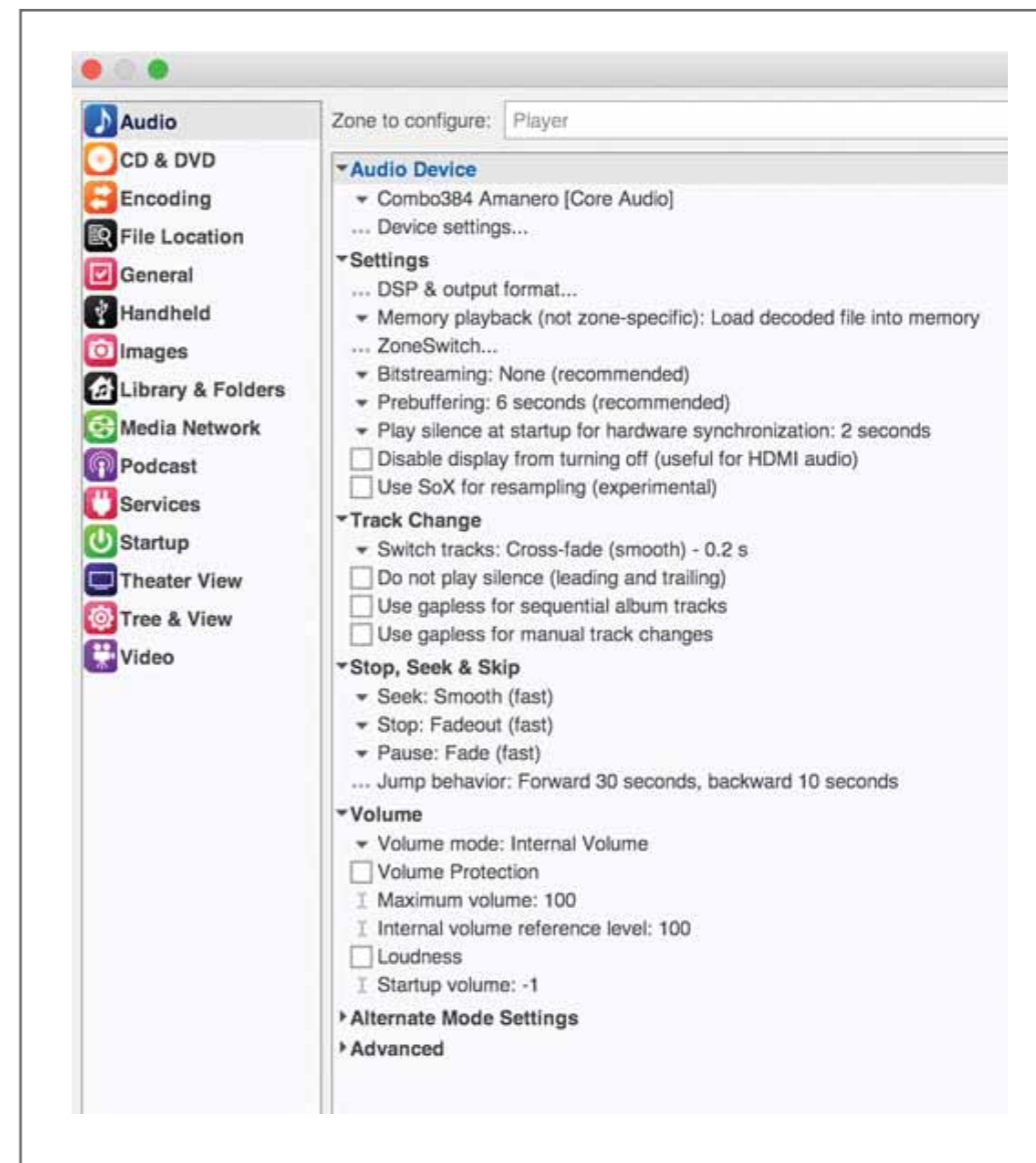 Audio
CD & DVD
Encoding
File Location
General
Handheld
Images
Library & Folders
Media Network
Podcast
Services
Startup
Theater View
Tree & View
Video
Zone to configure: Player
Audio Device
Combo384 Amanero [Core Audio]
... Device settings...
Settings
... DSP & output format...
Memory playback (not zone-specific): Load decoded file into memory
... ZoneSwitch...
Bitstreaming: None (recommended)
Prebuffering: 6 seconds (recommended)
Play silence at startup for hardware synchronization: 2 seconds
Disable display from turning off (useful for HDMI audio)
Use SoX for resampling (experimental)
Track Change
Switch tracks: Cross-fade (smooth) - 0.2 s
Do not play silence (leading and trailing)
Use gapless for sequential album tracks
Use gapless for manual track changes
Stop, Seek & Skip
Seek: Smooth (fast)
Stop: Fadeout (fast)
Pause: Fade (fast)
... Jump behavior: Forward 30 seconds, backward 10 seconds
Volume
Volume mode: Internal Volume
Volume Protection
Maximum volume: 100
Internal volume reference level: 100
Loudness
Startup volume: -1
Alternate Mode Settings
Advanced